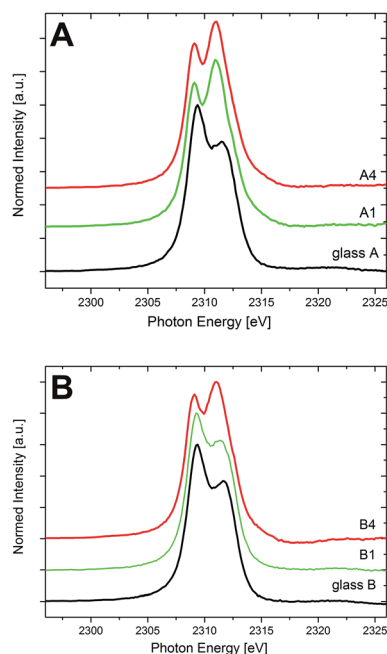 A
Normed Intensity [a.u.]
A4
A1
glass A
2300 2305 2310 2315 2320 2325
Photon Energy [eV]
B
Normed Intensity [a.u.]
B4
B1
glass B
2300 2305 2310 2315 2320 2325
Photon Energy [eV]